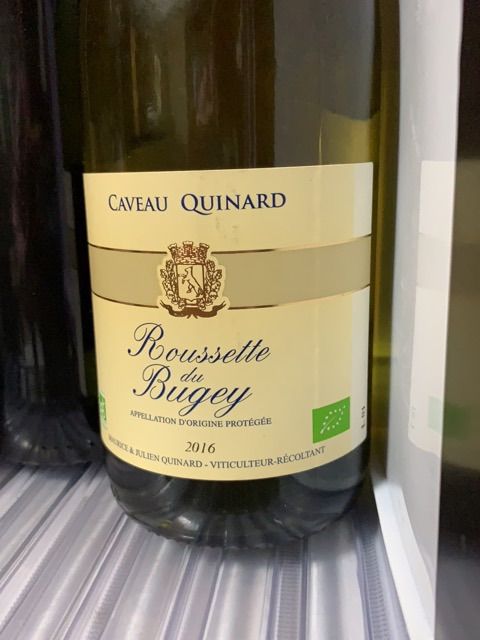 CAVEAU QUINARD
Roussette
du
Bugey
APPELLATION D'ORIGINE PROTÉGÉE
2016
MAURICE & JULIEN QUINARD - VITICULTEUR-RÉCOLTANT